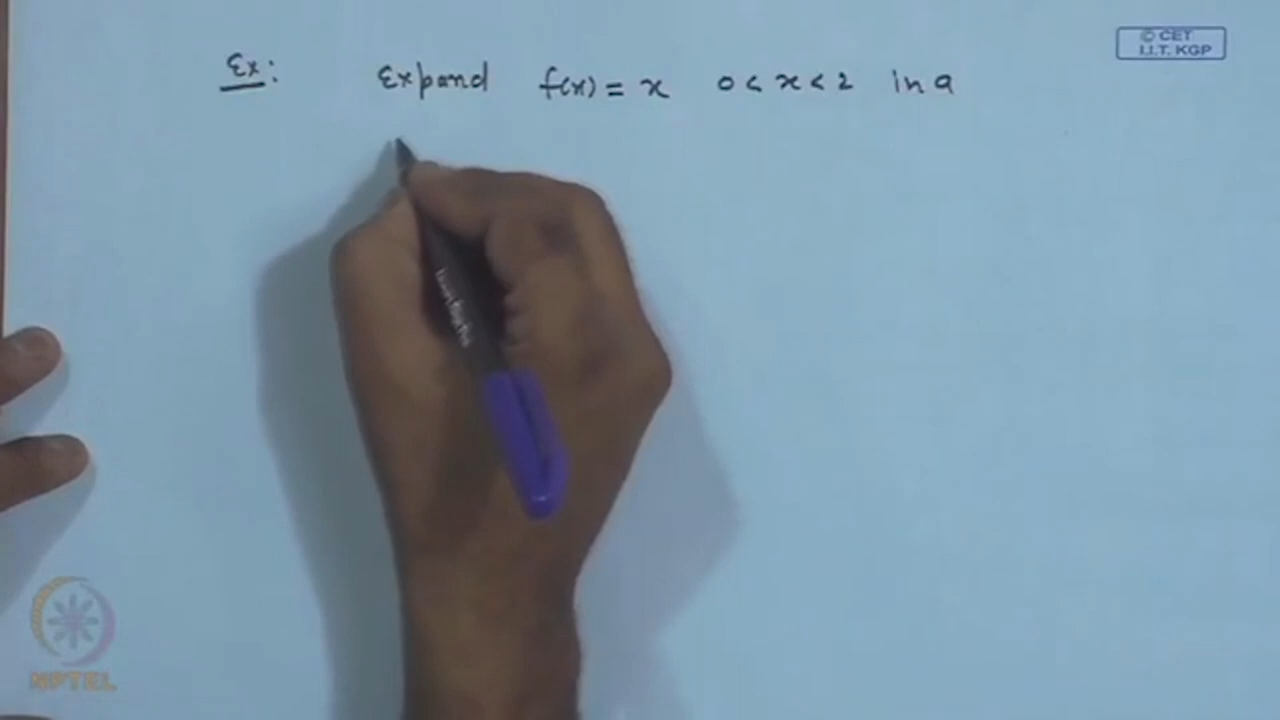 Ex: Expand f(x) = x 0 < x < 2 in a
© CET
I.I.T. KGP
NPTEL